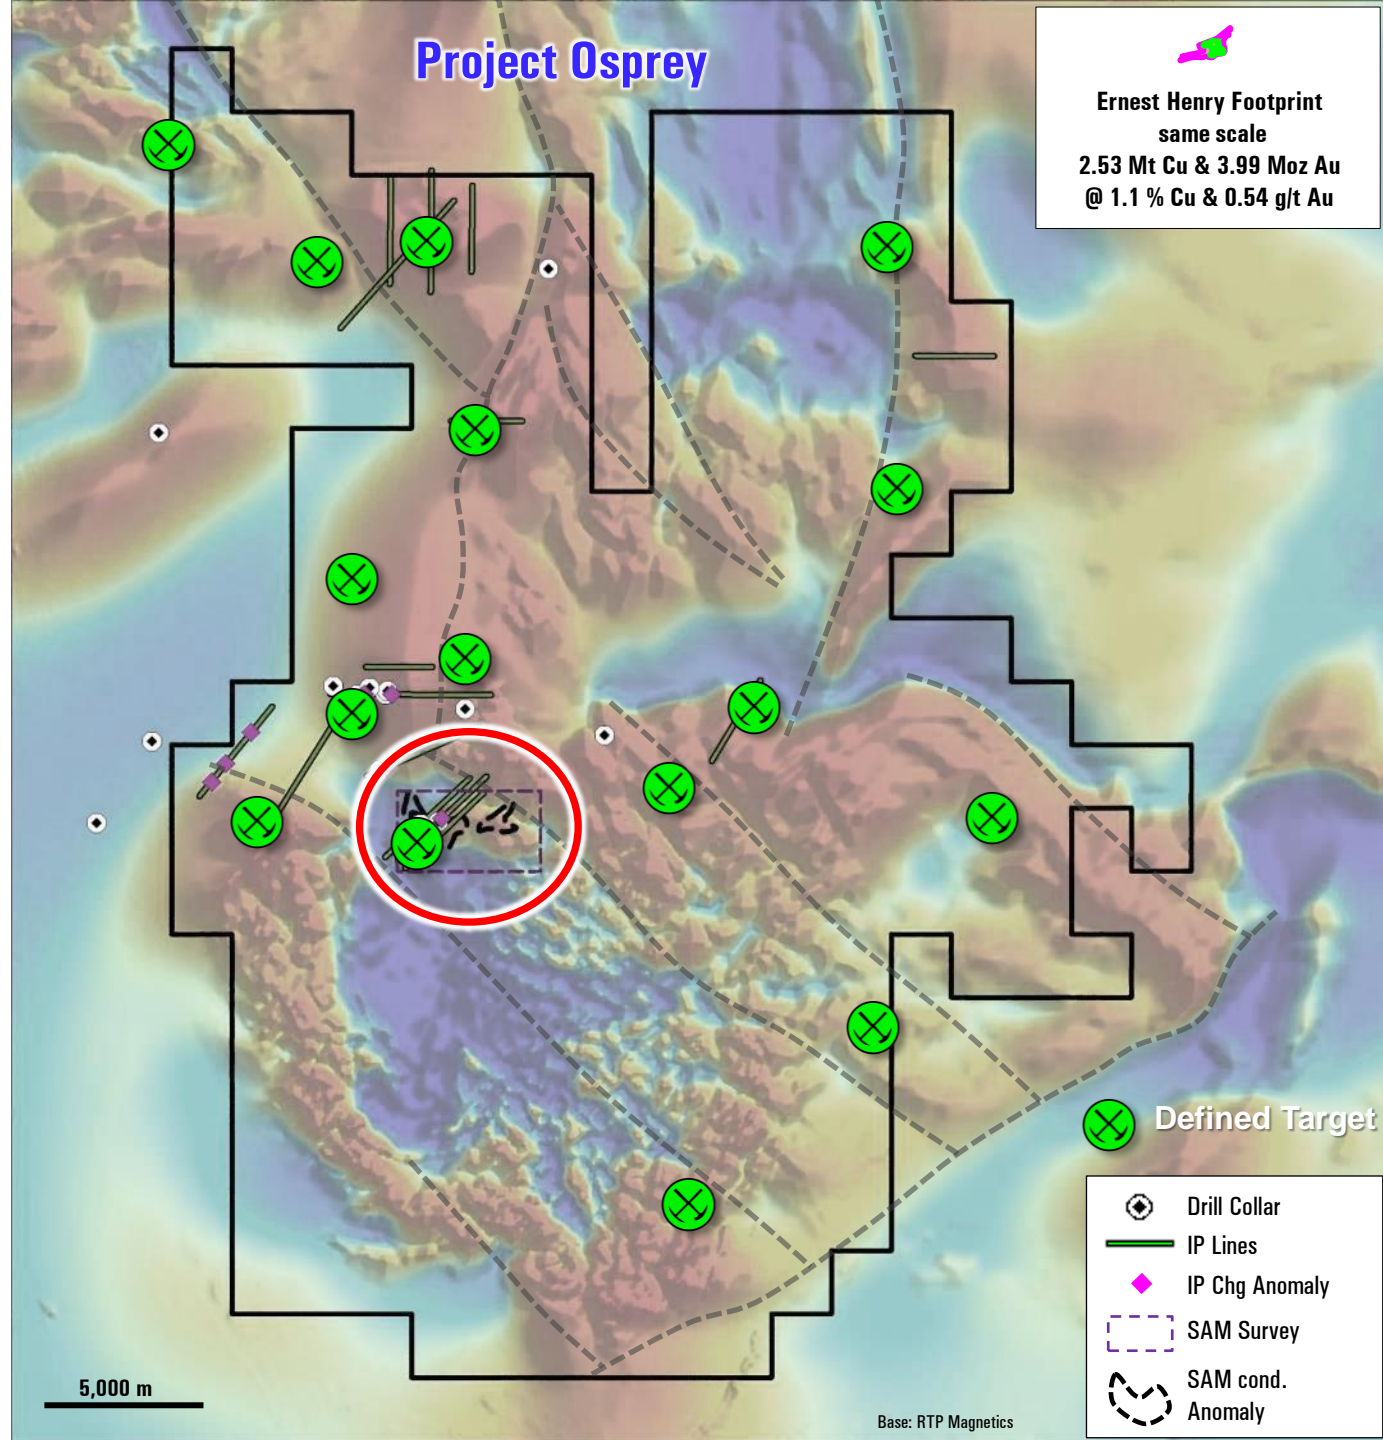 Project Osprey
Ernest Henry Footprint
same scale
2.53 Mt Cu & 3.99 Moz Au
@ 1.1 % Cu & 0.54 g/t Au
Defined Target
Drill Collar
IP Lines
IP Chg Anomaly
SAM Survey
SAM cond.
Anomaly
5,000 m
Base: RTP Magnetics